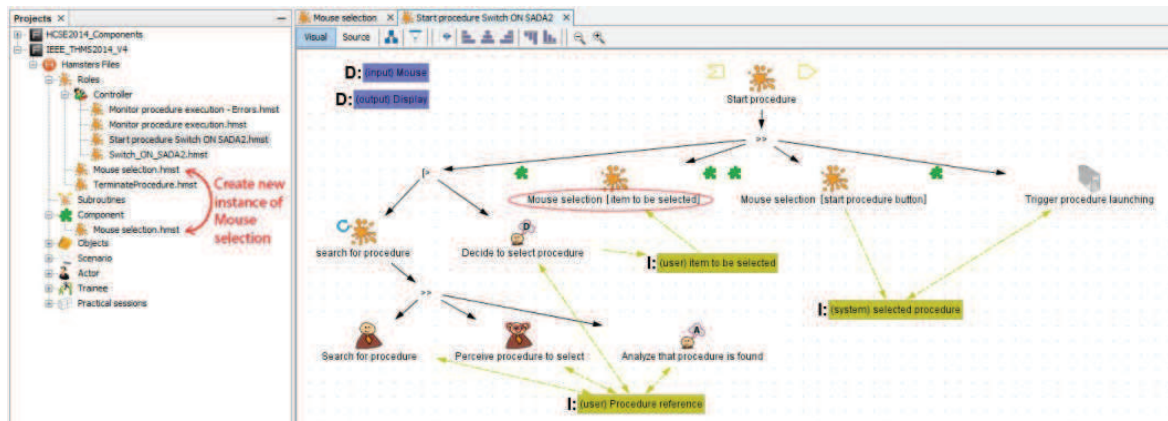 Projects
HCSE2014_Components
IEEE_THMS2014_V4
Hamsters Files
Roles
Controller
Monitor procedure execution - Errors.hmst
Monitor procedure execution.hmst
Start procedure Switch ON SADA2.hmst
Switch_ON_SADA2.hmst
Mouse selection.hmst
TerminateProcedure.hmst
Subroutines
Component
Mouse selection.hmst
Objects
Scenario
Actor
Trainee
Practical sessions
Create new
instance of
Mouse
selection
Mouse selection
Start procedure Switch ON SADA2
Visual Source
D: (input) Mouse
D: (output) Display
Start procedure
>>
[>
Mouse selection [item to be selected]
Mouse selection [start procedure button]
Trigger procedure launching
search for procedure
D
Decide to select procedure
I: (user) item to be selected
>>
I: (system) selected procedure
Search for procedure
Perceive procedure to select
A
Analyze that procedure is found
I: (user) Procedure reference